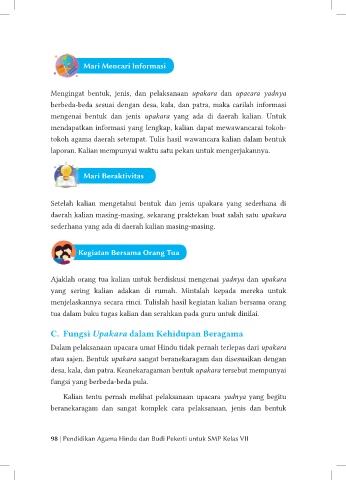 Mari Mencari Informasi
Mengingat bentuk, jenis, dan pelaksanaan upakara dan upacara yadnya
berbeda-beda sesuai dengan desa, kala, dan patra, maka carilah informasi
mengenai bentuk dan jenis upakara yang ada di daerah kalian. Untuk
mendapatkan informasi yang lengkap, kalian dapat mewawancarai tokoh-
tokoh agama daerah setempat. Tulis hasil wawancara kalian dalam bentuk
laporan. Kalian mempunyai waktu satu pekan untuk mengerjakannya.
Mari Beraktivitas
Setelah kalian mengetahui bentuk dan jenis upakara yang sederhana di
daerah kalian masing-masing, sekarang praktekan buat salah satu upakara
sederhana yang ada di daerah kalian masing-masing.
Kegiatan Bersama Orang Tua
Ajaklah orang tua kalian untuk berdiskusi mengenai yadnya dan upakara
yang sering kalian adakan di rumah. Mintalah kepada mereka untuk
menjelaskannya secara rinci. Tulislah hasil kegiatan kalian bersama orang
tua dalam buku tugas kalian dan serahkan pada guru untuk dinilai.
C. Fungsi Upakara dalam Kehidupan Beragama
Dalam pelaksanaan upacara umat Hindu tidak pernah terlepas dari upakara
atau sajen. Bentuk upakara sangat beranekaragam dan disesuaikan dengan
desa, kala, dan patra. Keanekaragaman bentuk upakara tersebut mempunyai
fungsi yang berbeda-beda pula.
Kalian tentu pernah melihat pelaksanaan upacara yadnya yang begitu
beranekaragam dan sangat komplek cara pelaksanaan, jenis dan bentuk
98 | Pendidikan Agama Hindu dan Budi Pekerti untuk SMP Kelas VII